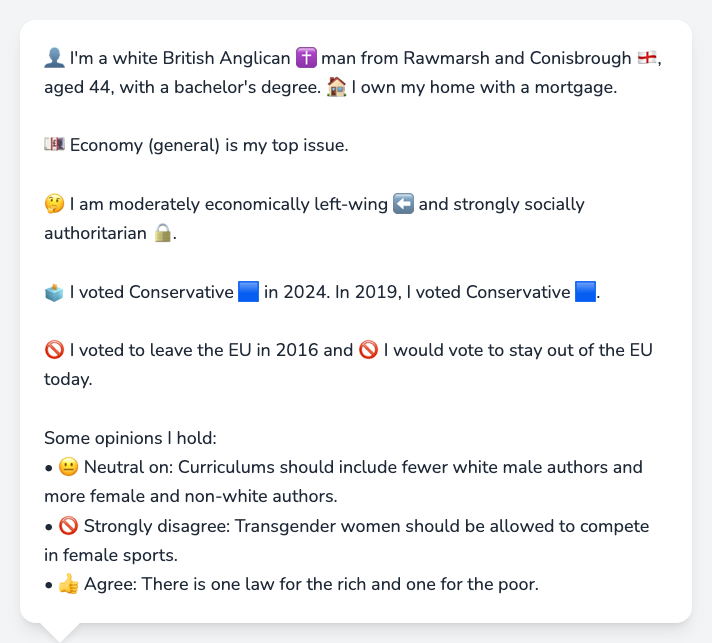 👤 I'm a white British Anglican ✝️ man from Rawmarsh and Conisbrough 🏴󠁧󠁢󠁥󠁮󠁧󠁿,
aged 44, with a bachelor's degree. 🏠 I own my home with a mortgage.
💷 Economy (general) is my top issue.
🤔 I am moderately economically left-wing ⬅️ and strongly socially
authoritarian 🔒.
🗳️ I voted Conservative 🟦 in 2024. In 2019, I voted Conservative 🟦.
🚫 I voted to leave the EU in 2016 and 🚫 I would vote to stay out of the EU
today.
Some opinions I hold:
• 😐 Neutral on: Curriculums should include fewer white male authors and
more female and non-white authors.
• 🚫 Strongly disagree: Transgender women should be allowed to compete
in female sports.
• 👍 Agree: There is one law for the rich and one for the poor.